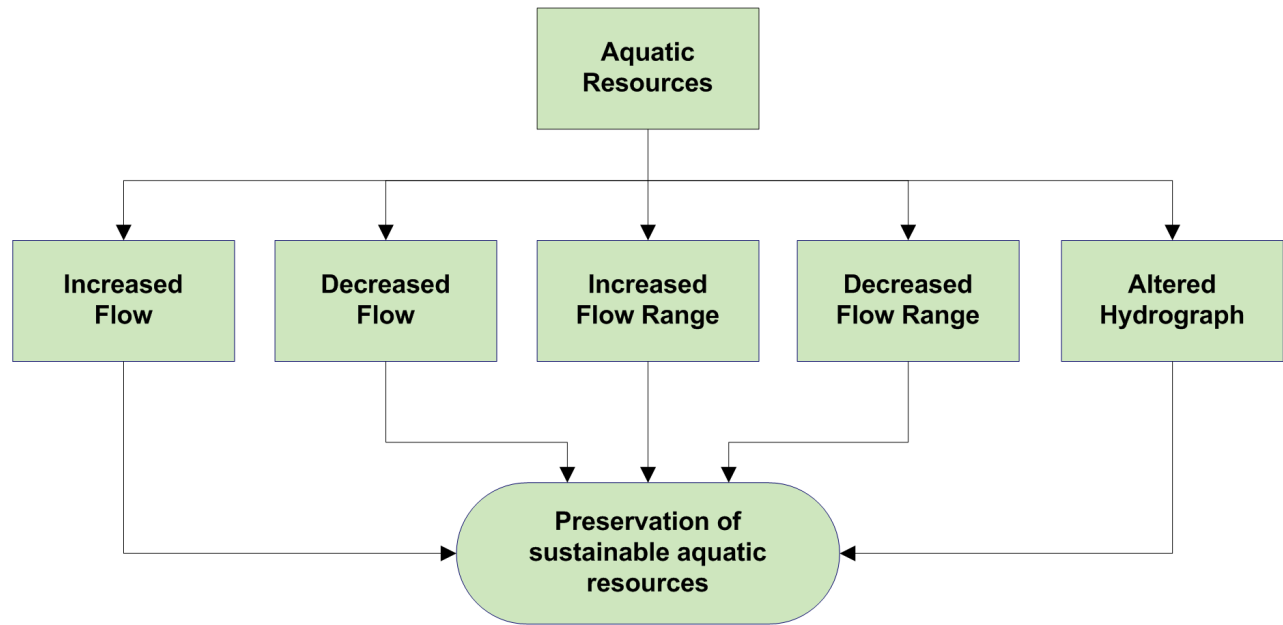 Aquatic
Resources
Increased
Flow
Decreased
Flow
Increased
Flow Range
Decreased
Flow Range
Altered
Hydrograph
Preservation of
sustainable aquatic
resources